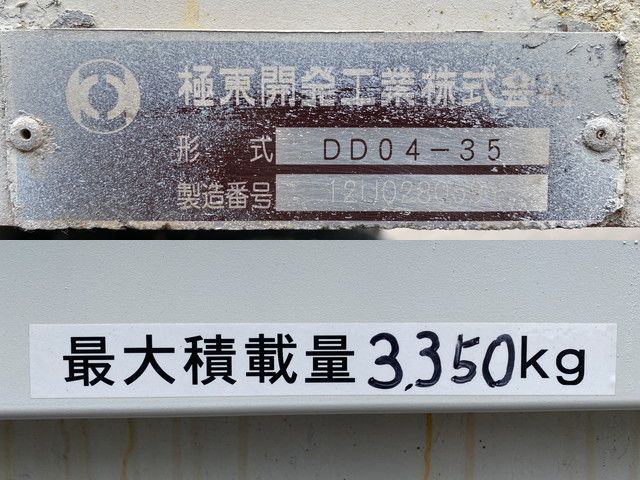 極東開発工業株式会社
形式 DD04-35
製造番号
最大積載量3,350kg